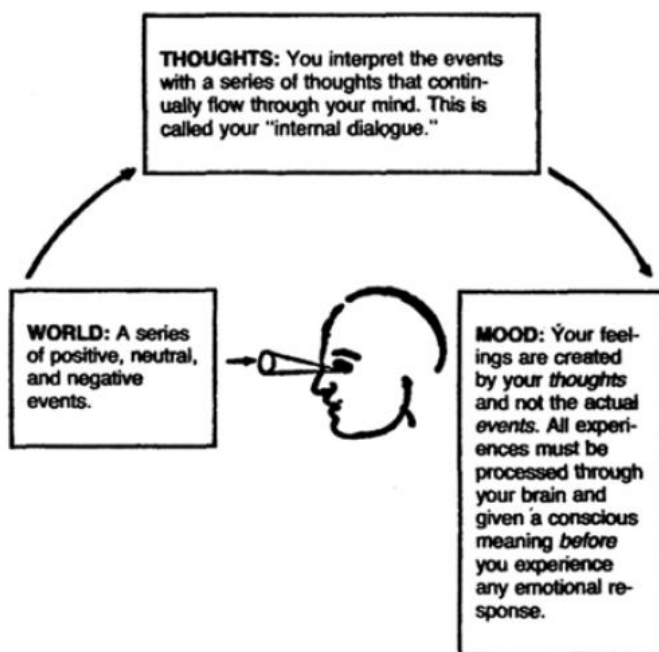 THOUGHTS: You interpret the events
with a series of thoughts that contin-
ually flow through your mind. This is
called your "internal dialogue."
WORLD: A series
of positive, neutral,
and negative
events.
MOOD: Your feel-
ings are created
by your thoughts
and not the actual
events. All experi-
ences must be
processed through
your brain and
given a conscious
meaning before
you experience
any emotional re-
sponse.